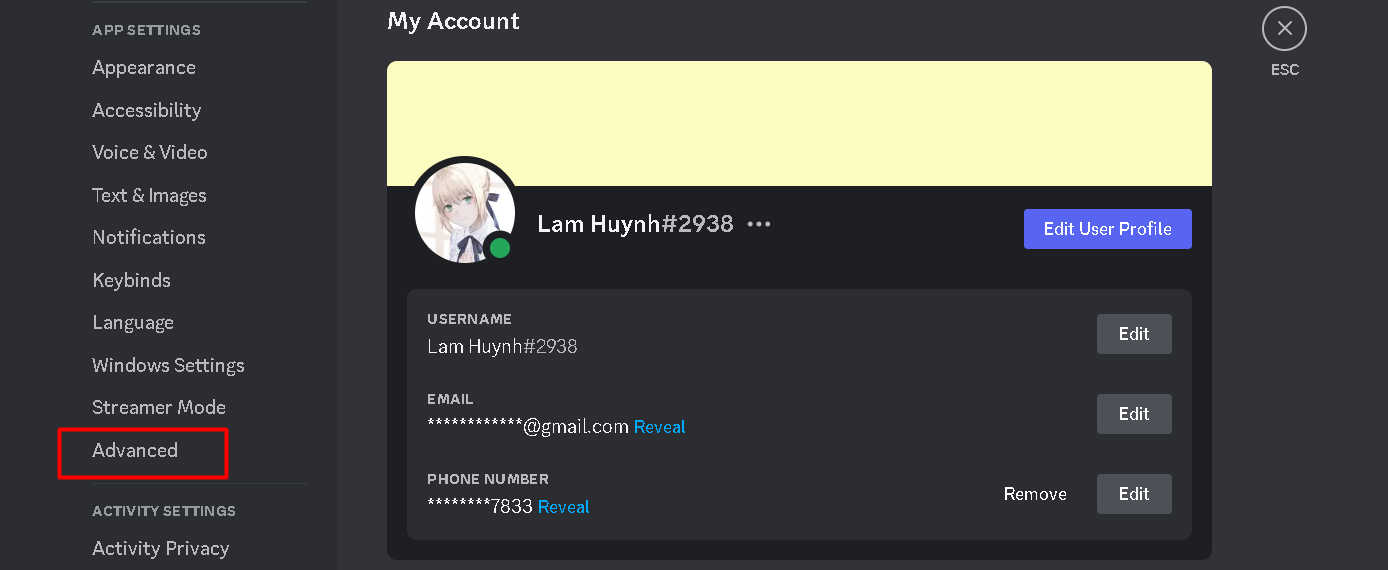 APP SETTINGS
Appearance
Accessibility
Voice & Video
Text & Images
Notifications
Keybinds
Language
Windows Settings
Streamer Mode
Advanced
ACTIVITY SETTINGS
Activity Privacy
My Account
ESC
Lam Huynh#2938 •••
Edit User Profile
USERNAME
Lam Huynh#2938
Edit
EMAIL
************@gmail.com Reveal
Edit
PHONE NUMBER
********7833 Reveal
Remove
Edit